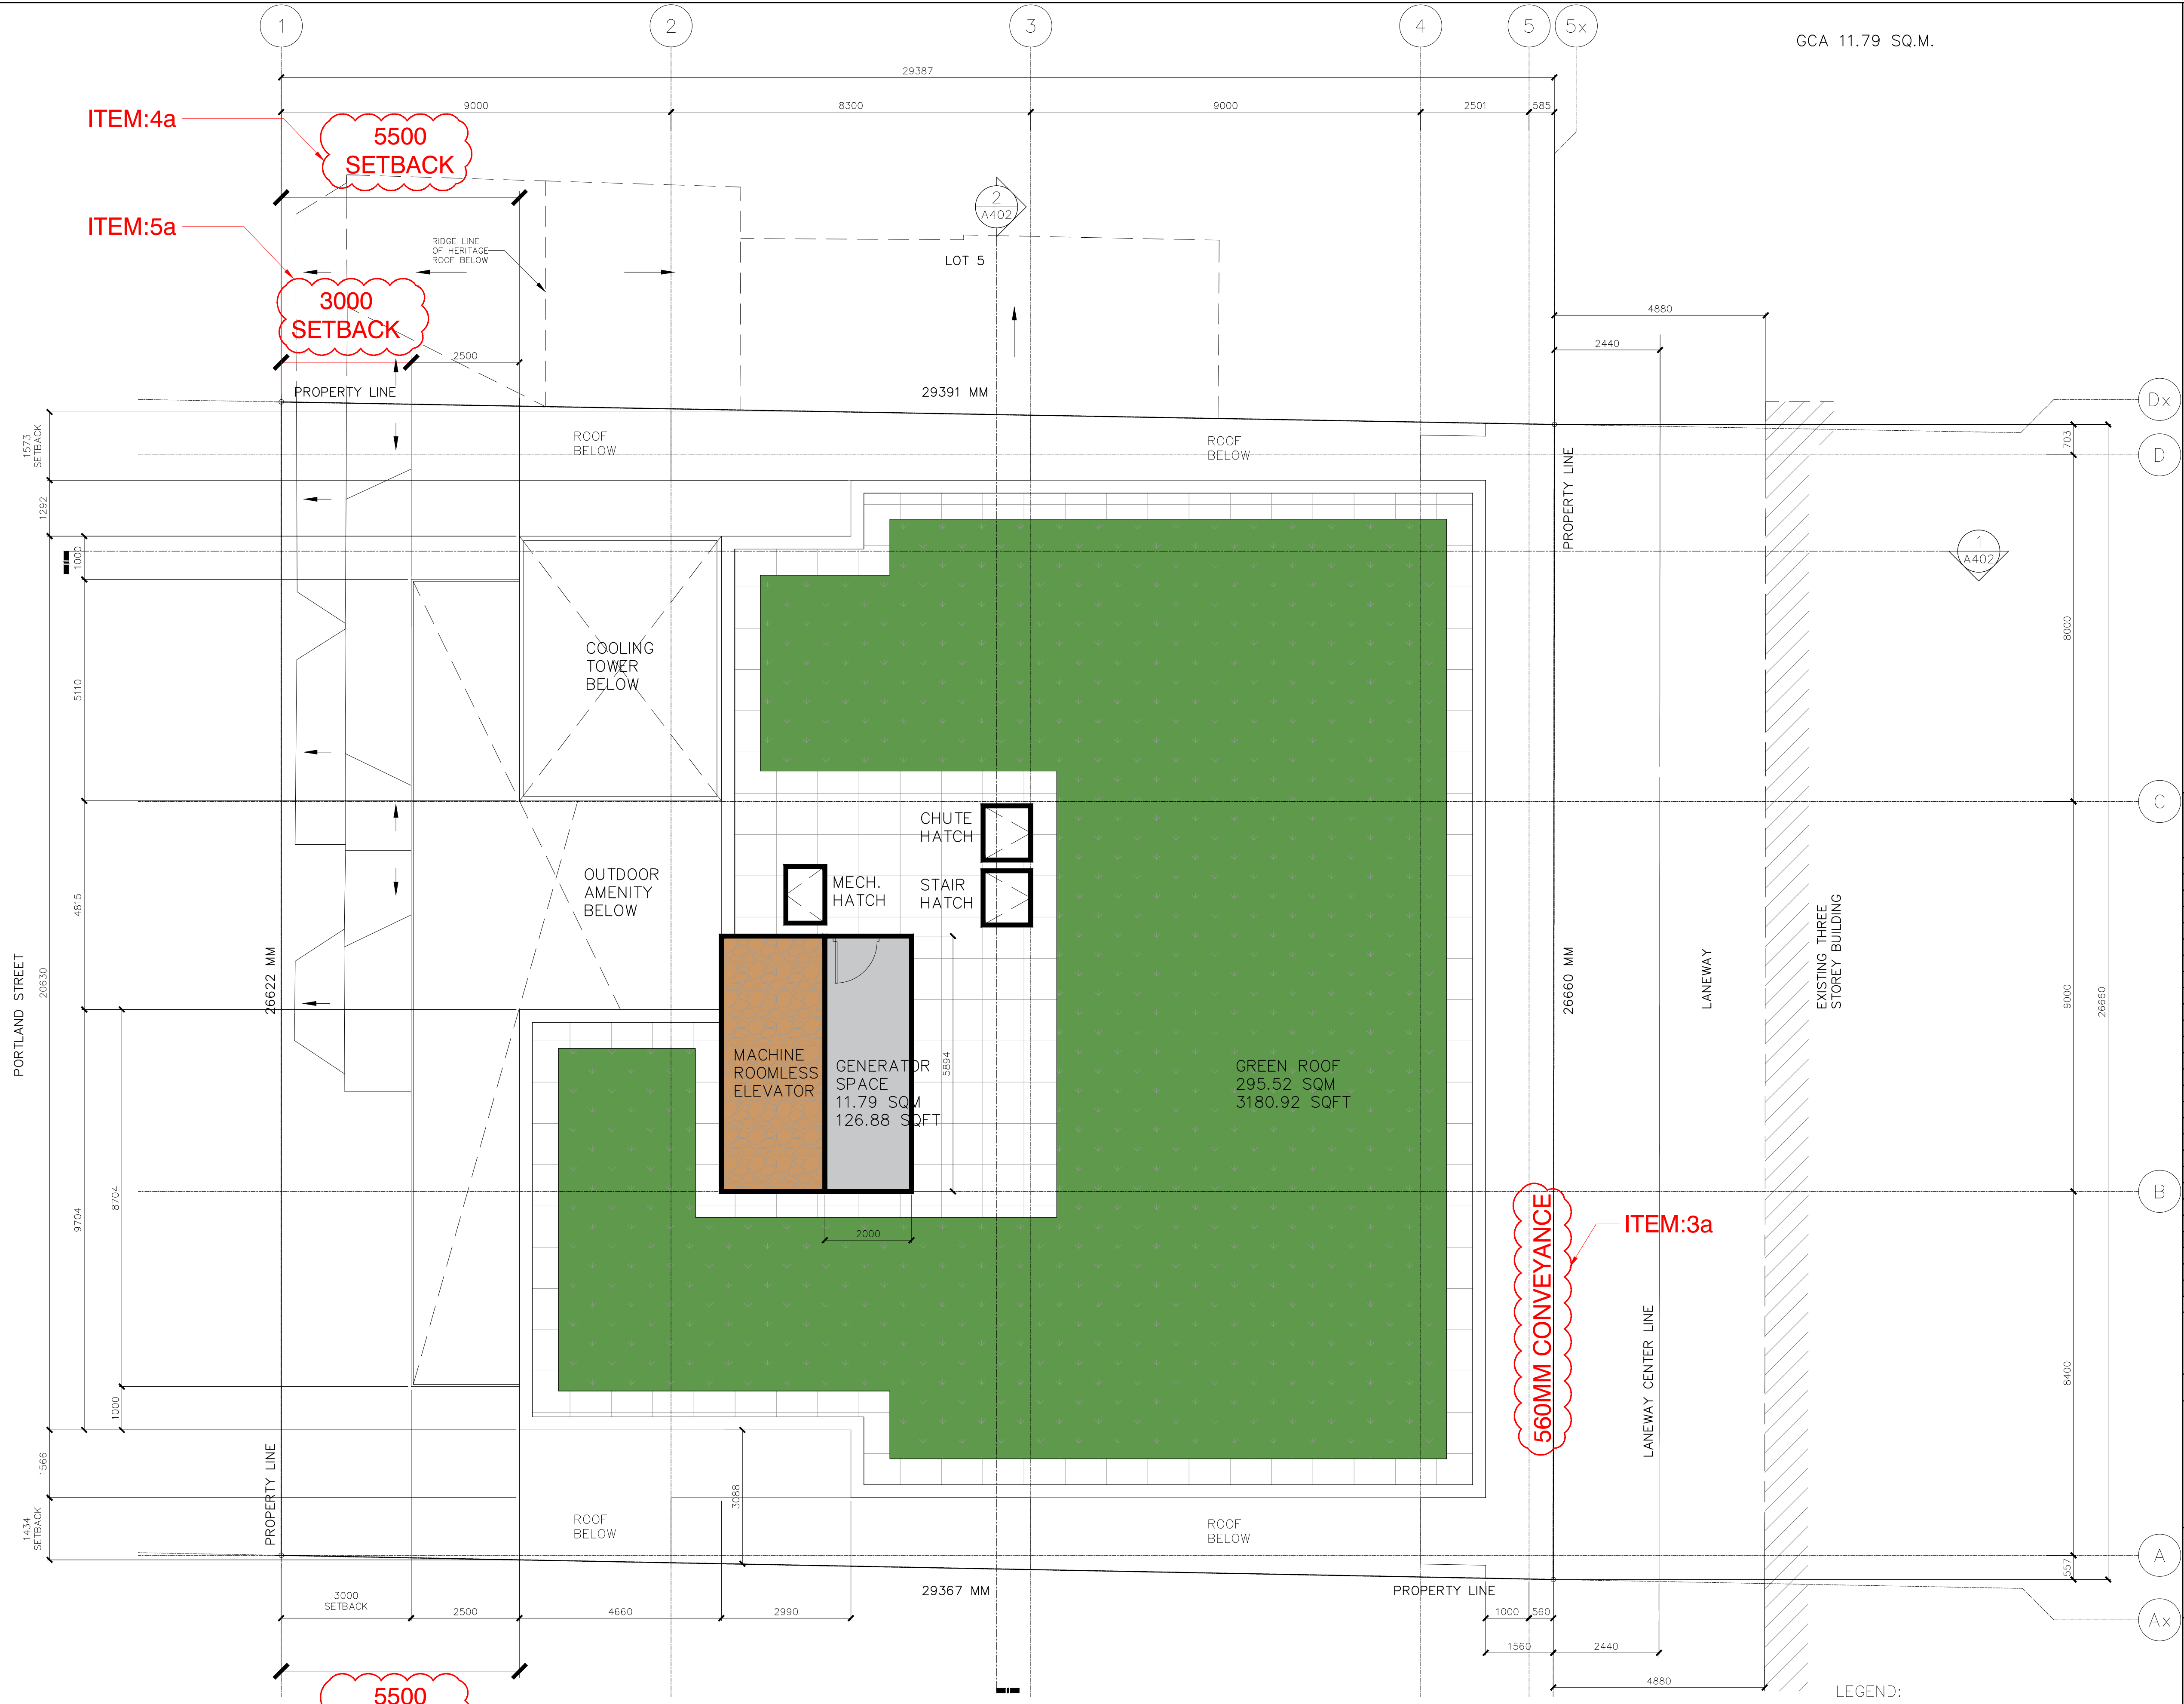 1
2
3
4
5
5x
GCA 11.79 SQ.M.
29387
9000
8300
9000
2501
585
ITEM:4a
5500
SETBACK
2
A402
ITEM:5a
RIDGE LINE
OF HERITAGE
ROOF BELOW
LOT 5
3000
SETBACK
4880
2440
2500
PROPERTY LINE
29391 MM
Dx
1573
SETBACK
ROOF
BELOW
ROOF
BELOW
PROPERTY LINE
703
D
1292
1000
1
A402
COOLING
TOWER
BELOW
8000
5110
C
CHUTE
HATCH
OUTDOOR
AMENITY
BELOW
MECH.
HATCH
STAIR
HATCH
4815
PORTLAND STREET
20630
26622 MM
26660 MM
LANEWAY
EXISTING THREE
STOREY BUILDING
9000
26660
MACHINE
ROOMLESS
ELEVATOR
GENERATOR
SPACE
11.79 SQM
126.88 SQFT
5894
GREEN ROOF
295.52 SQM
3180.92 SQFT
9704
8704
2000
B
560MM CONVEYANCE
ITEM:3a
LANEWAY CENTER LINE
8400
1000
1566
PROPERTY LINE
3088
1434
SETBACK
ROOF
BELOW
ROOF
BELOW
A
557
29367 MM
PROPERTY LINE
3000
SETBACK
2500
4660
2990
1000
560
Ax
1560
2440
4880
5500
LEGEND: